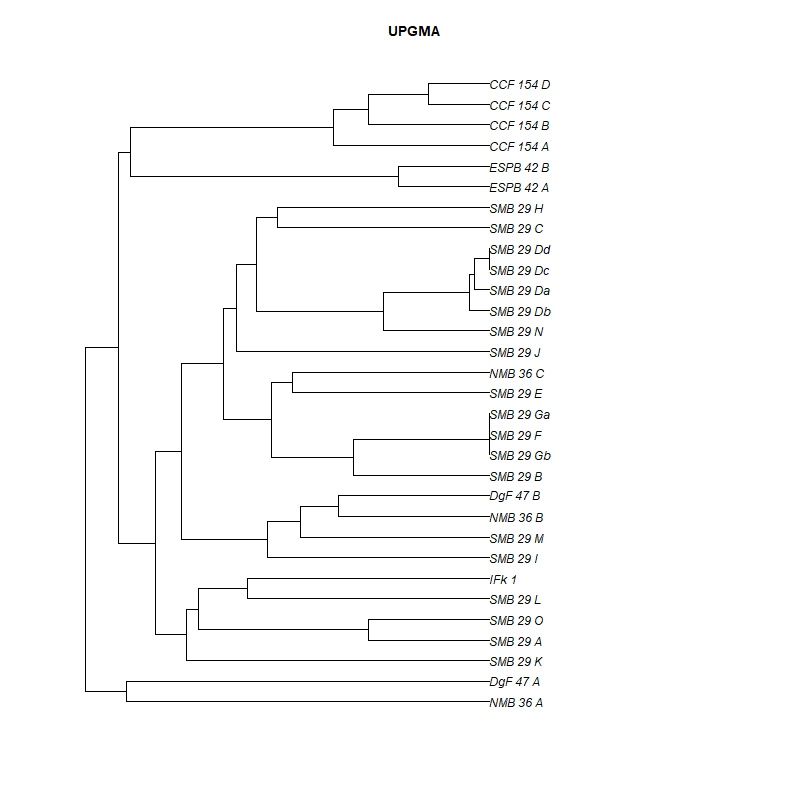 UPGMA
CCF 154 D
CCF 154 C
CCF 154 B
CCF 154 A
ESPB 42 B
ESPB 42 A
SMB 29 H
SMB 29 C
SMB 29 Dd
SMB 29 Dc
SMB 29 Da
SMB 29 Db
SMB 29 N
SMB 29 J
NMB 36 C
SMB 29 E
SMB 29 Ga
SMB 29 F
SMB 29 Gb
SMB 29 B
DgF 47 B
NMB 36 B
SMB 29 M
SMB 29 I
IFk 1
SMB 29 L
SMB 29 O
SMB 29 A
SMB 29 K
DgF 47 A
NMB 36 A